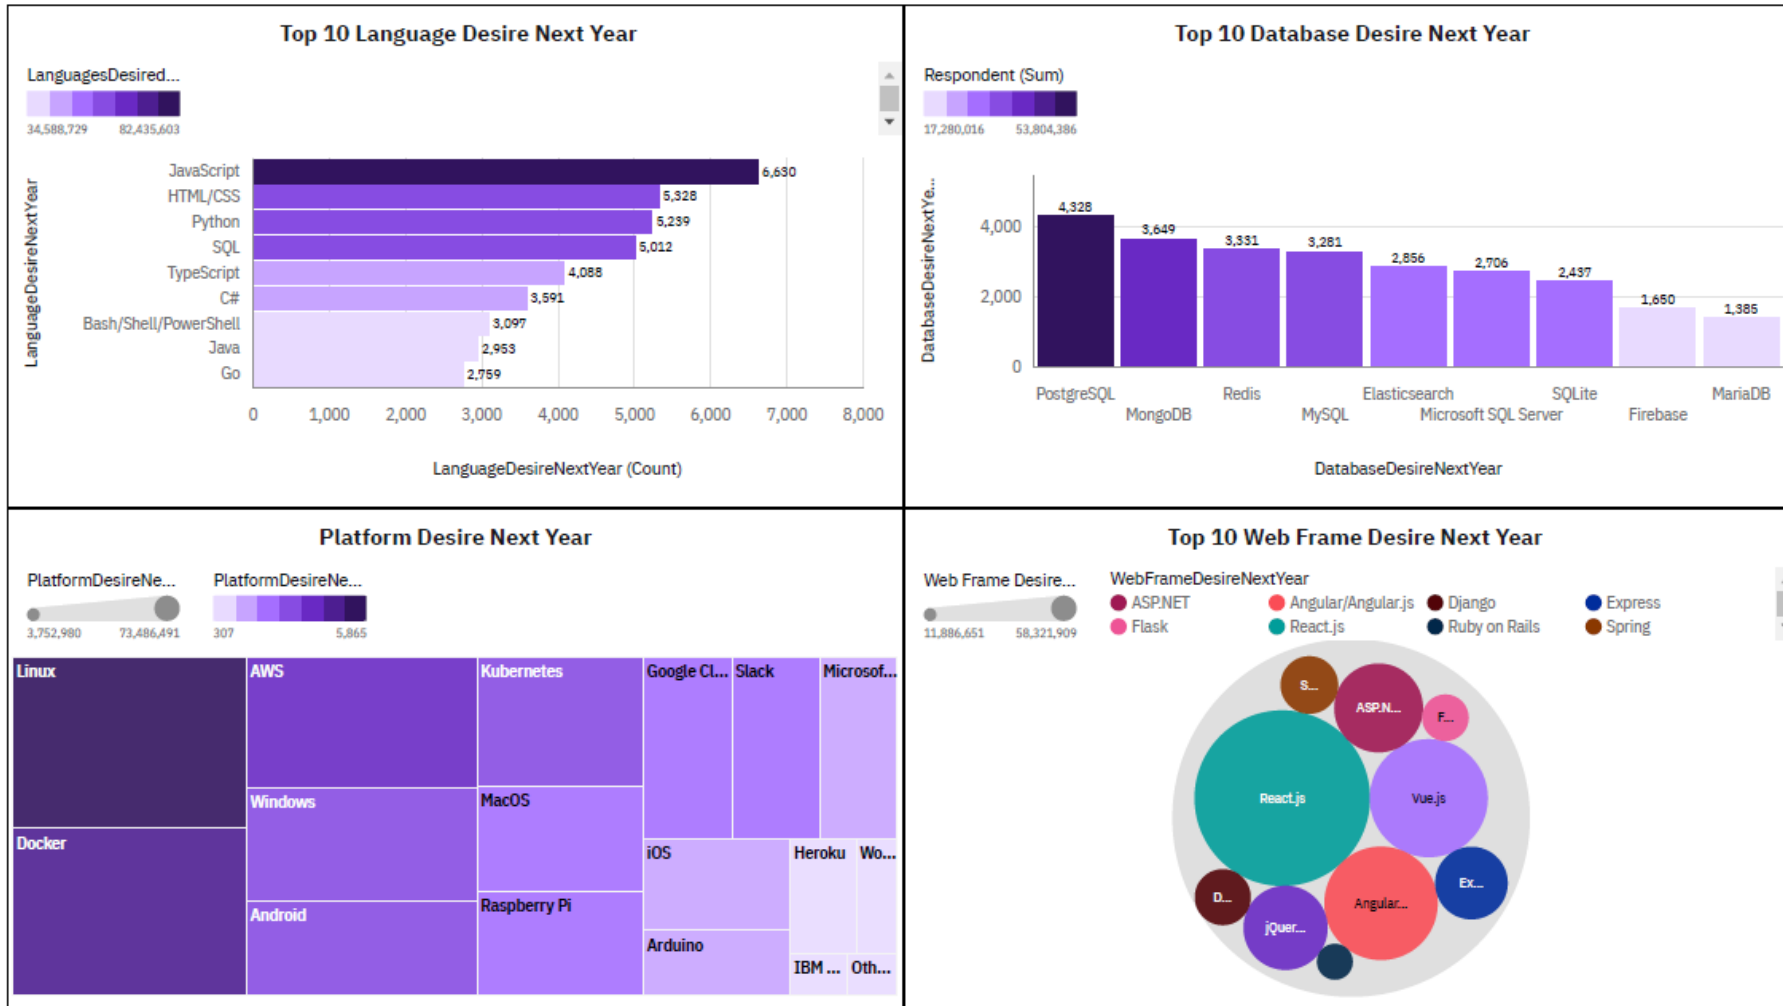 Top 10 Language Desire Next Year
LanguagesDesired...
34,588,729 82,435,603
LanguageDesireNextYear
JavaScript 6,630
HTML/CSS 5,328
Python 5,239
SQL 5,012
TypeScript 4,088
C# 3,591
Bash/Shell/PowerShell 3,097
Java 2,953
Go 2,759
0 1,000 2,000 3,000 4,000 5,000 6,000 7,000 8,000
LanguageDesireNextYear (Count)
Top 10 Database Desire Next Year
Respondent (Sum)
17,280,016 53,804,386
DatabaseDesireNextYe...
4,000
2,000
0
4,328 3,649 3,331 3,281 2,856 2,706 2,437 1,650 1,385
PostgreSQL MongoDB Redis MySQL Elasticsearch Microsoft SQL Server SQLite Firebase MariaDB
DatabaseDesireNextYear
Platform Desire Next Year
PlatformDesireNe... PlatformDesireNe...
3,752,980 73,486,491 307 5,865
Linux
Docker
AWS
Windows
Android
Kubernetes
MacOS
Raspberry Pi
Google Cl... Slack Microsof...
iOS
Arduino
Heroku Wo...
IBM ... Oth...
Top 10 Web Frame Desire Next Year
Web Frame Desire...
11,886,651 58,321,909
WebFrameDesireNextYear
ASP.NET Angular/Angular.js Django Express
Flask React.js Ruby on Rails Spring
S...
ASP.N...
F...
React.js
Vue.js
D...
jQuer...
Angular...
Ex...